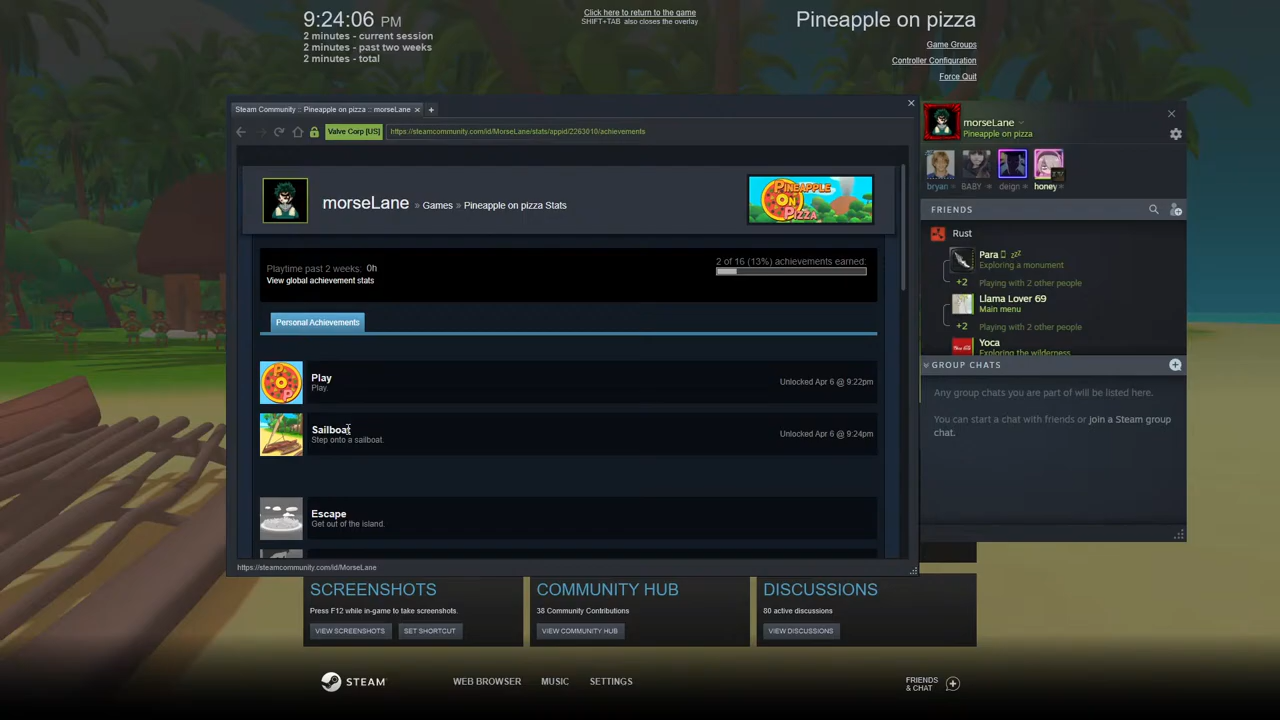 9:24:06 PM
2 minutes - current session
2 minutes - past two weeks
2 minutes - total
Click here to return to the game
SHIFT+TAB also closes the overlay
Pineapple on pizza
Game Groups
Controller Configuration
Force Quit
Steam Community :: Pineapple on pizza :: morseLane × +
Valve Corp [US] https://steamcommunity.com/id/MorseLane/stats/appid/2263010/achievements
morseLane » Games » Pineapple on pizza Stats
PINEAPPLE
ON
PIZZA
Playtime past 2 weeks: 0h
View global achievement stats
2 of 16 (13%) achievements earned:
Personal Achievements
P O P
Play
Play.
Unlocked Apr 6 @ 9:22pm
Sailboat
Step onto a sailboat.
Unlocked Apr 6 @ 9:24pm
Escape
Get out of the island.
https://steamcommunity.com/id/MorseLane
morseLane
Pineapple on pizza
bryan BABY deign honey
FRIENDS
Rust
Para zzz
Exploring a monument
+2 Playing with 2 other people
Llama Lover 69
Main menu
+2 Playing with 2 other people
Yoca
Exploring the wilderness
GROUP CHATS
Any group chats you are part of will be listed here.
You can start a chat with friends or join a Steam group
chat.
SCREENSHOTS
Press F12 while in-game to take screenshots.
VIEW SCREENSHOTS SET SHORTCUT
COMMUNITY HUB
38 Community Contributions
VIEW COMMUNITY HUB
DISCUSSIONS
80 active discussions
VIEW DISCUSSIONS
STEAM WEB BROWSER MUSIC SETTINGS
FRIENDS
& CHAT